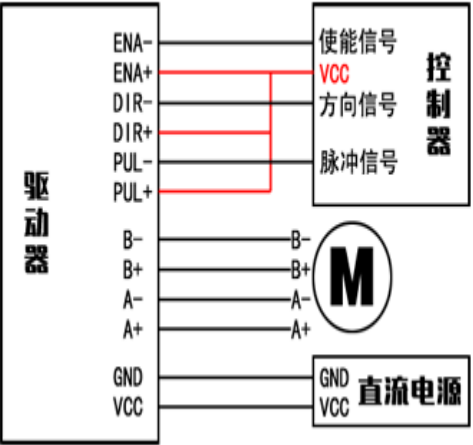 驱动器
ENA-
ENA+
DIR-
DIR+
PUL-
PUL+
B-
B+
A-
A+
GND
VCC
使能信号
VCC
方向信号
脉冲信号
控制器
B-
B+
A-
A+
M
GND
VCC
直流电源